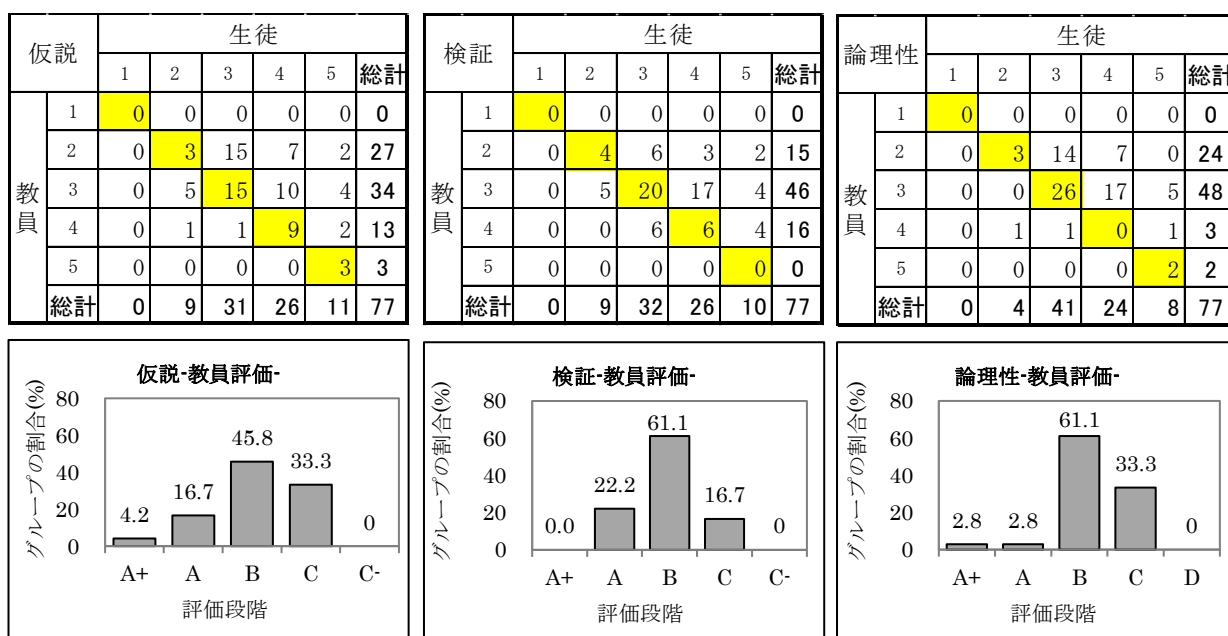 仮説 生徒
1 2 3 4 5 総計
教員
1 0 0 0 0 0 0
2 0 3 15 7 2 27
3 0 5 15 10 4 34
4 0 1 1 9 2 13
5 0 0 0 0 3 3
総計 0 9 31 26 11 77
検証 生徒
1 2 3 4 5 総計
教員
1 0 0 0 0 0 0
2 0 4 6 3 2 15
3 0 5 20 17 4 46
4 0 0 6 6 4 16
5 0 0 0 0 0 0
総計 0 9 32 26 10 77
論理性 生徒
1 2 3 4 5 総計
教員
1 0 0 0 0 0 0
2 0 3 14 7 0 24
3 0 0 26 17 5 48
4 0 1 1 0 1 3
5 0 0 0 0 2 2
総計 0 4 41 24 8 77
仮説-教員評価-
グループの割合(%)
80
60
40
20
0
4.2 16.7 45.8 33.3 0
A+ A B C C-
評価段階
検証-教員評価-
グループの割合(%)
80
60
40
20
0
0.0 22.2 61.1 16.7 0
A+ A B C C-
評価段階
論理性-教員評価-
グループの割合(%)
80
60
40
20
0
2.8 2.8 61.1 33.3 0
A+ A B C D
評価段階